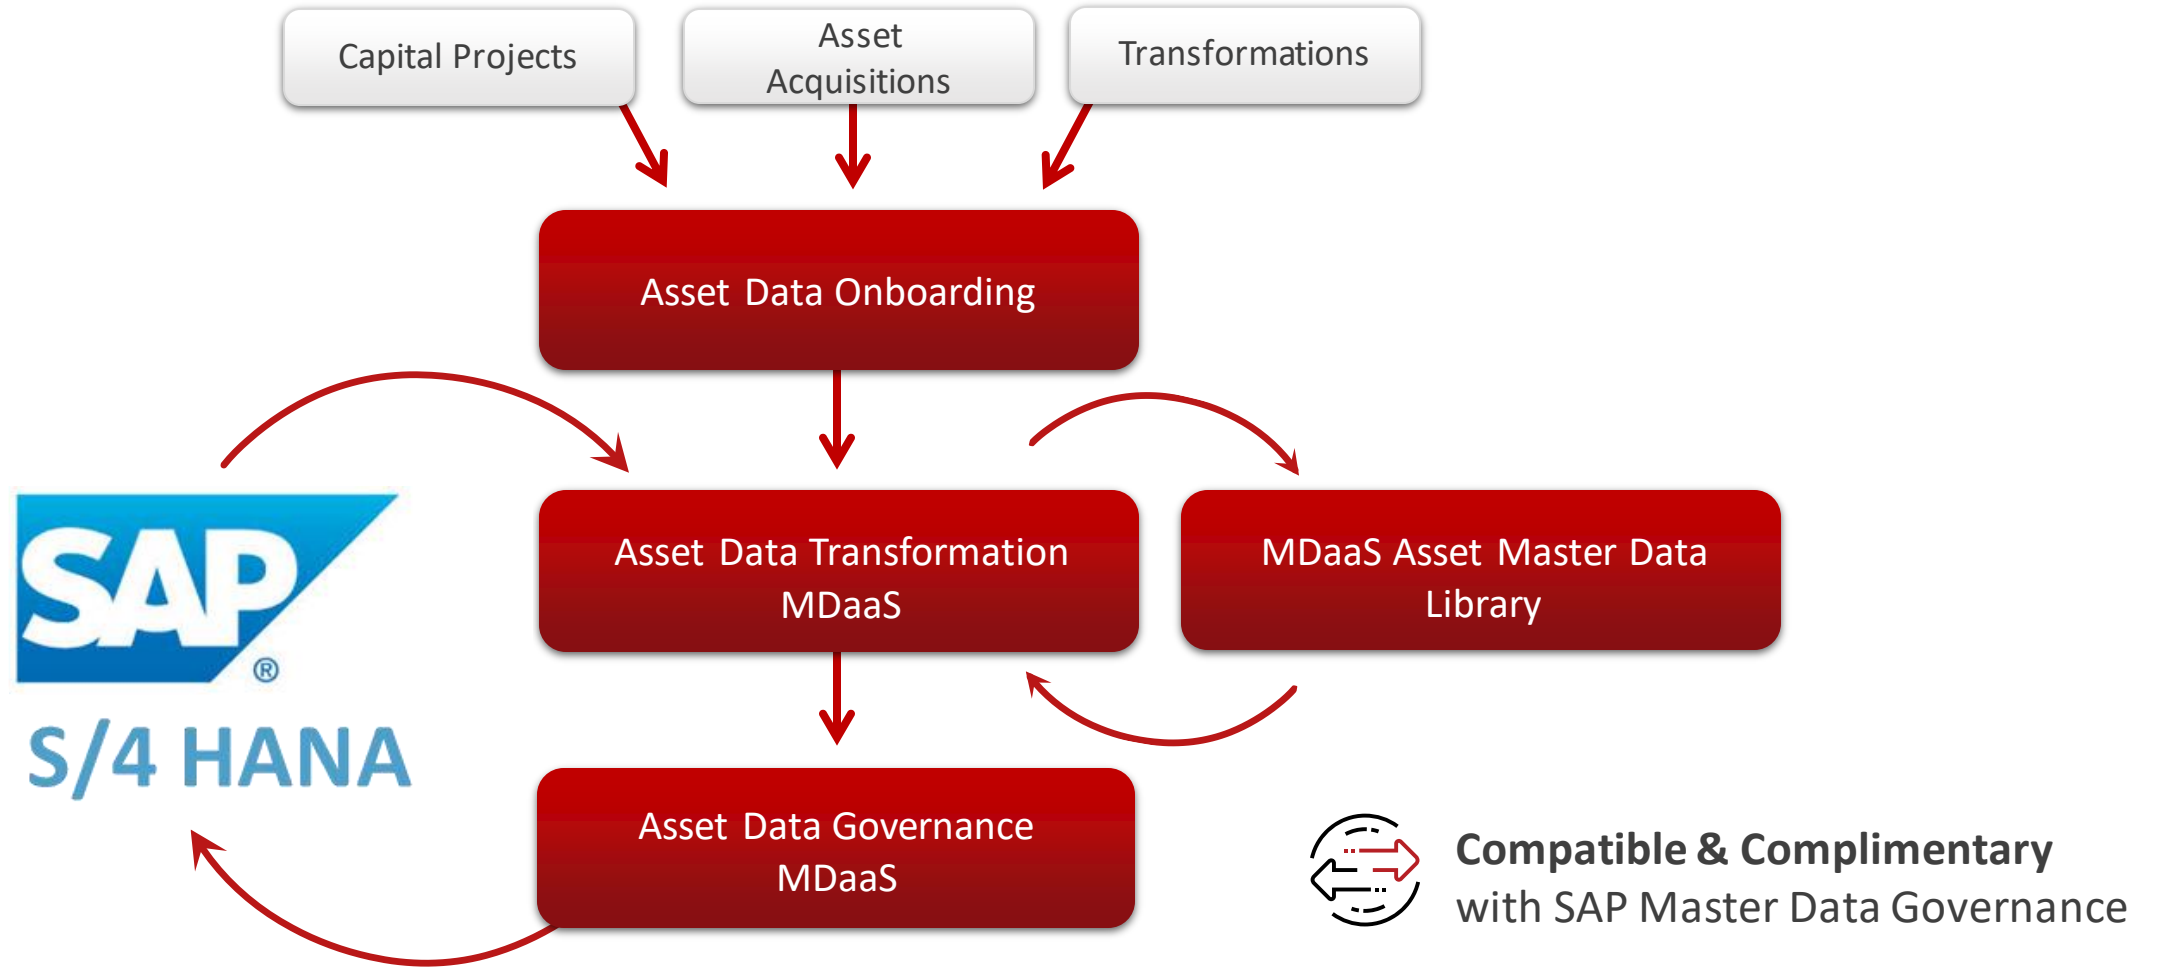 Capital Projects
Asset
Acquisitions
Transformations
Asset Data Onboarding
SAP
®
S/4 HANA
Asset Data Transformation
MDaaS
MDaaS Asset Master Data
Library
Asset Data Governance
MDaaS
Compatible & Complimentary
with SAP Master Data Governance